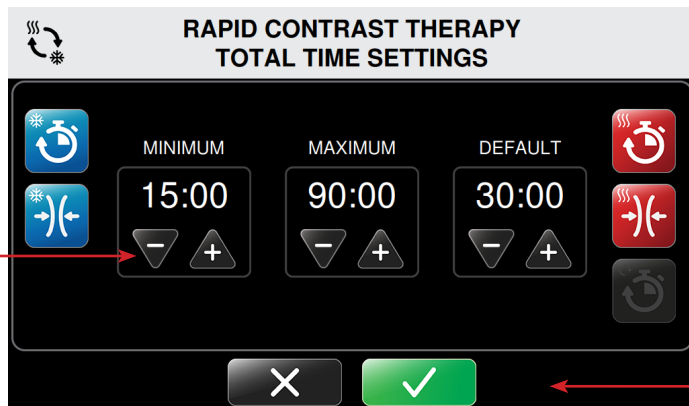 RAPID CONTRAST THERAPY
TOTAL TIME SETTINGS
MINIMUM MAXIMUM DEFAULT
15:00 90:00 30:00
- + - + - +